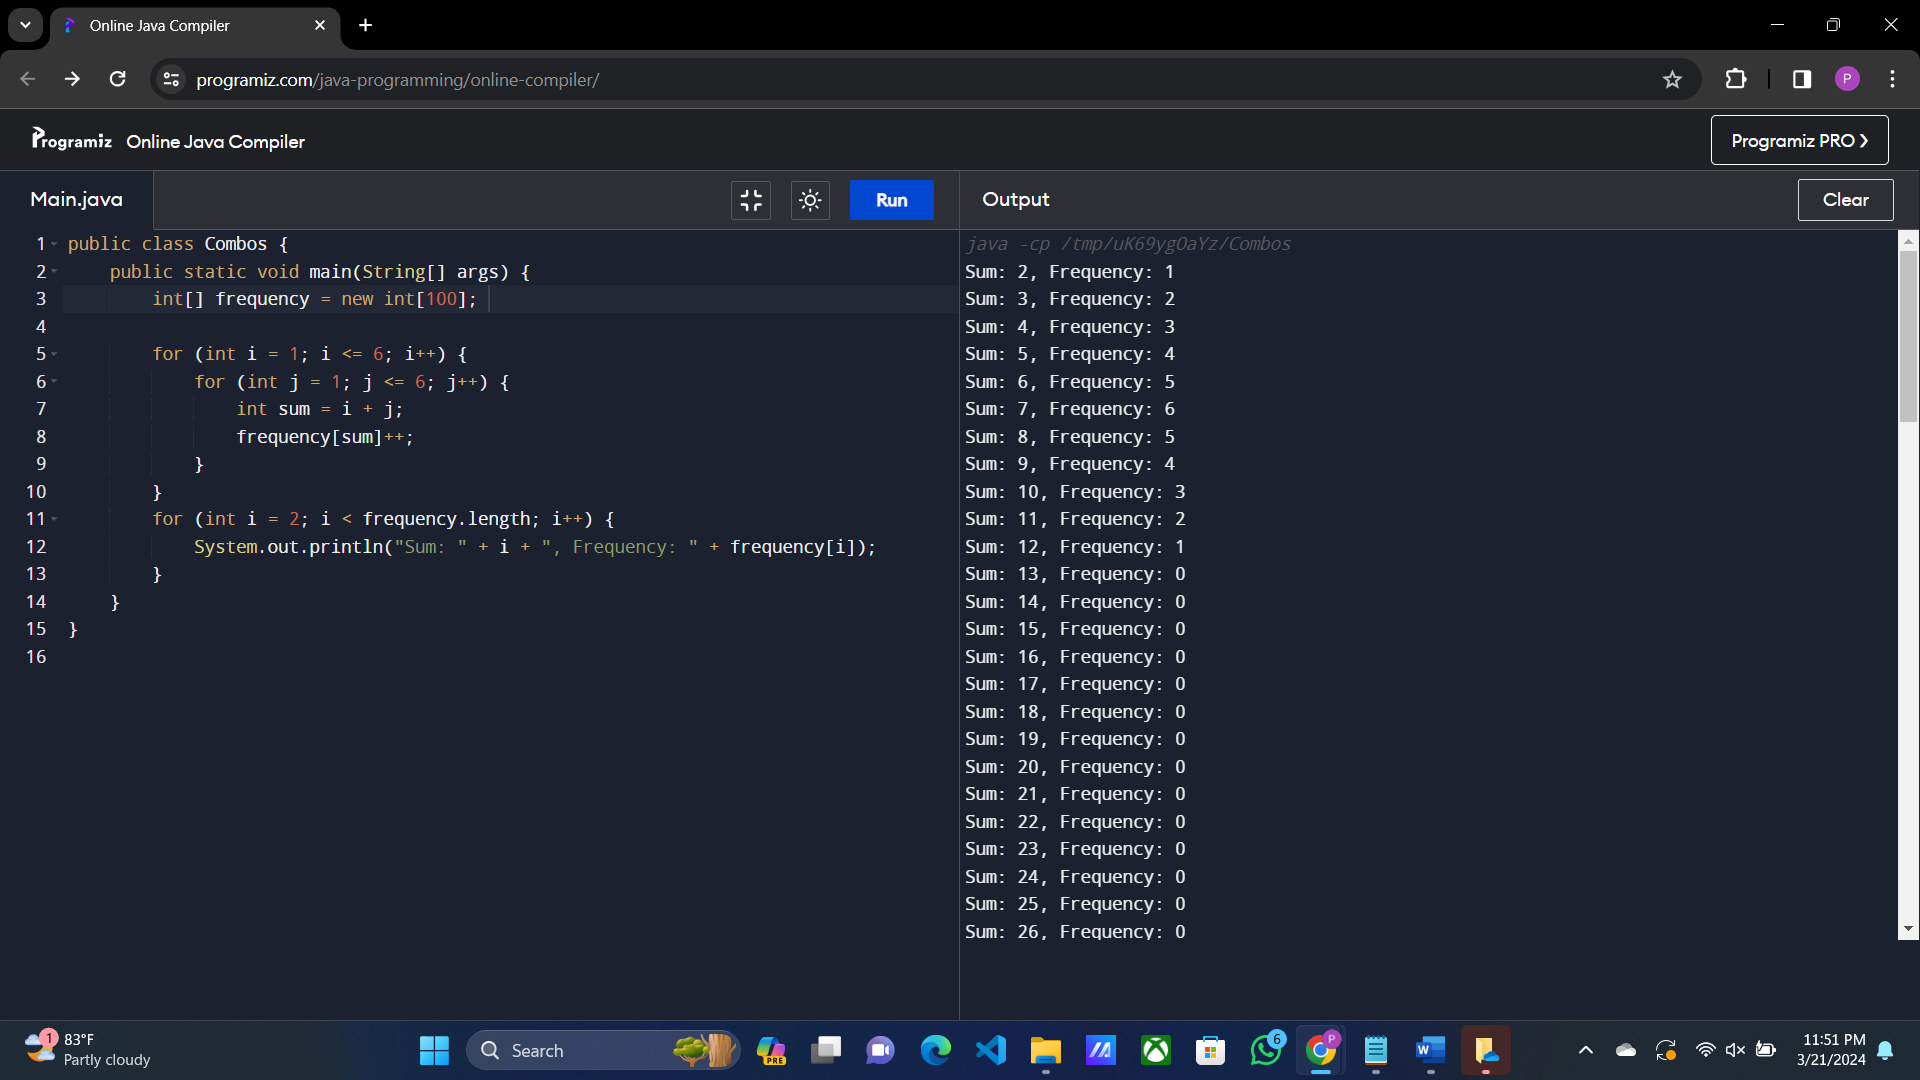 Online Java Compiler
programiz.com/java-programming/online-compiler/
P
Programiz Online Java Compiler
Programiz PRO
Main.java
Run
Output
Clear
1 public class Combos {
2 public static void main(String[] args) {
3 int[] frequency = new int[100];
4
5 for (int i = 1; i <= 6; i++) {
6 for (int j = 1; j <= 6; j++) {
7 int sum = i + j;
8 frequency[sum]++;
9 }
10 }
11 for (int i = 2; i < frequency.length; i++) {
12 System.out.println("Sum: " + i + ", Frequency: " + frequency[i]);
13 }
14 }
15 }
16
java -cp /tmp/uK69ygOaYz/Combos
Sum: 2, Frequency: 1
Sum: 3, Frequency: 2
Sum: 4, Frequency: 3
Sum: 5, Frequency: 4
Sum: 6, Frequency: 5
Sum: 7, Frequency: 6
Sum: 8, Frequency: 5
Sum: 9, Frequency: 4
Sum: 10, Frequency: 3
Sum: 11, Frequency: 2
Sum: 12, Frequency: 1
Sum: 13, Frequency: 0
Sum: 14, Frequency: 0
Sum: 15, Frequency: 0
Sum: 16, Frequency: 0
Sum: 17, Frequency: 0
Sum: 18, Frequency: 0
Sum: 19, Frequency: 0
Sum: 20, Frequency: 0
Sum: 21, Frequency: 0
Sum: 22, Frequency: 0
Sum: 23, Frequency: 0
Sum: 24, Frequency: 0
Sum: 25, Frequency: 0
Sum: 26, Frequency: 0
1
83°F
Partly cloudy
Search
PRE
6
P
W
11:51 PM
3/21/2024